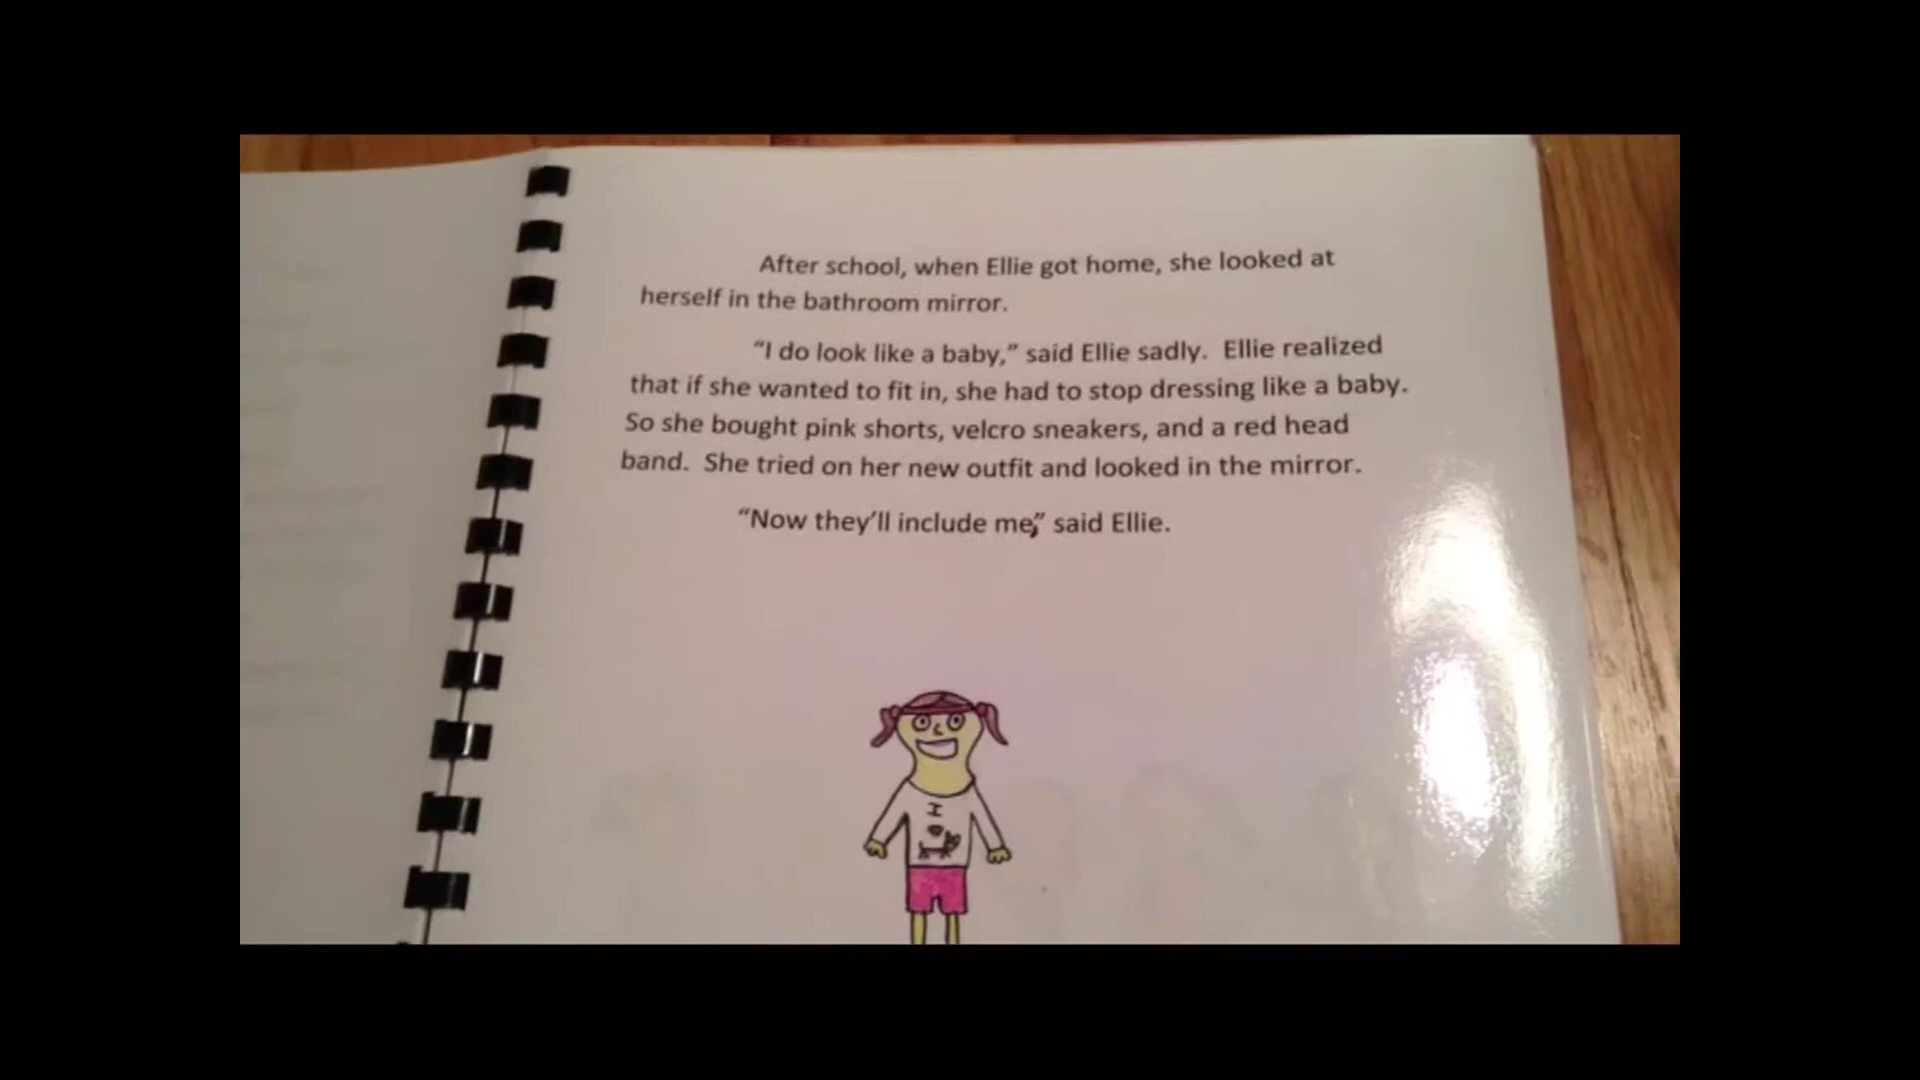 After school, when Ellie got home, she looked at
herself in the bathroom mirror.
“I do look like a baby,” said Ellie sadly.  Ellie realized
that if she wanted to fit in, she had to stop dressing like a baby.
So she bought pink shorts, velcro sneakers, and a red head
band.  She tried on her new outfit and looked in the mirror.
“Now they’ll include me,” said Ellie.
I